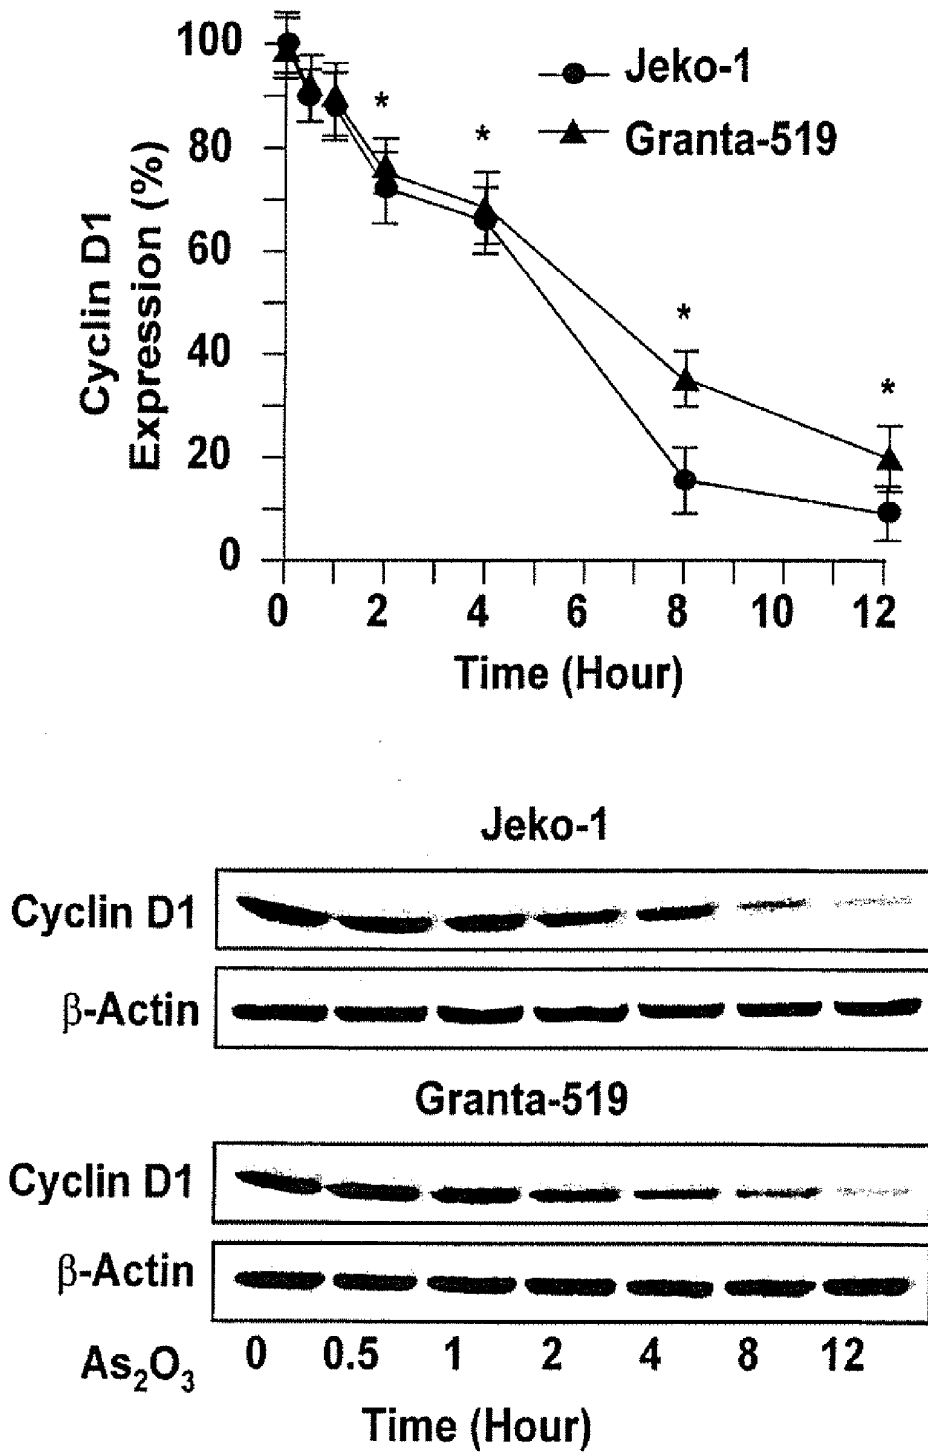 100
80
60
40
20
0
Cyclin D1
Expression (%)
Jeko-1
Granta-519
*
*
*
*
0 2 4 6 8 10 12
Time (Hour)
Jeko-1
Cyclin D1
β-Actin
Granta-519
Cyclin D1
β-Actin
As₂O₃ 0 0.5 1 2 4 8 12
Time (Hour)